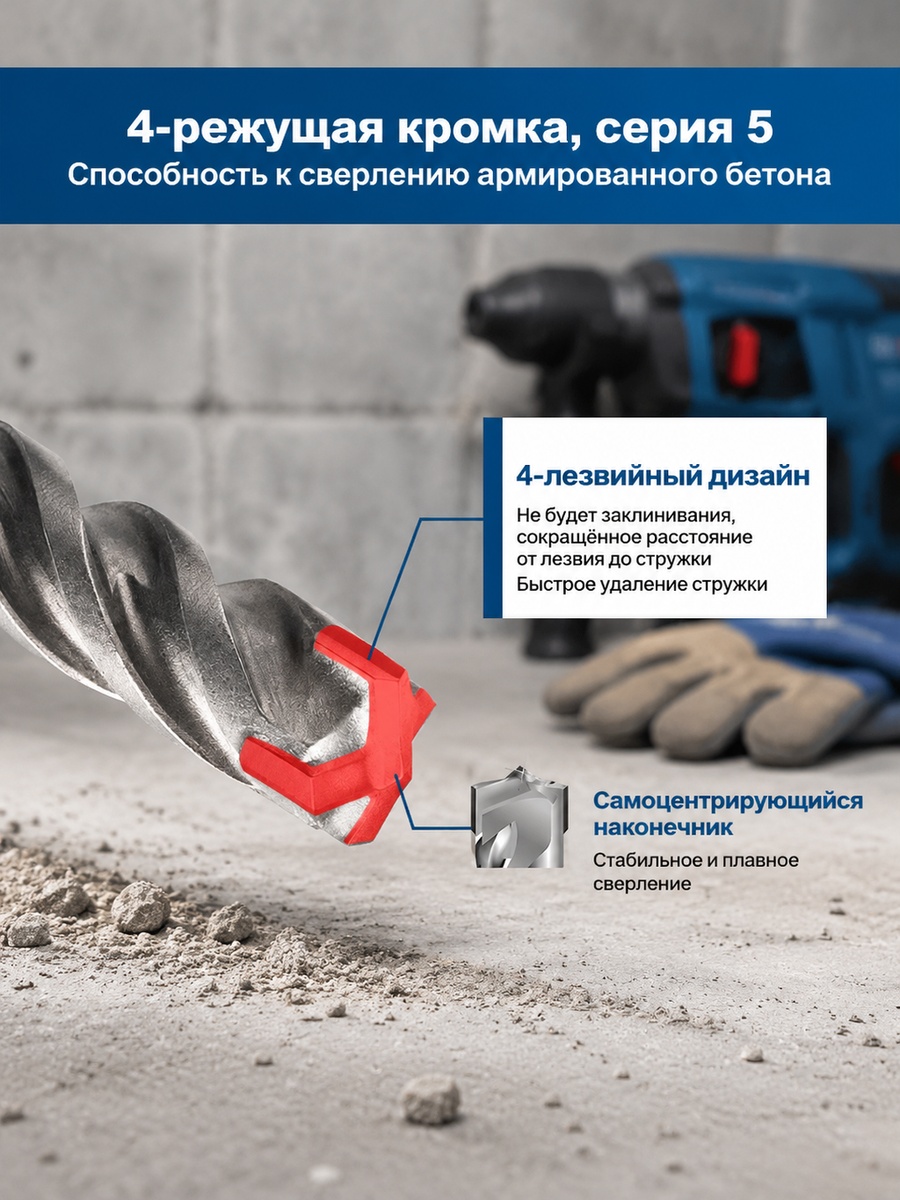 4-режущая кромка, серия 5
Способность к сверлению армированного бетона
4-лезвийный дизайн
Не будет заклинивания,
сокращённое расстояние
от лезвия до стружки
Быстрое удаление стружки
Самоцентрирующийся
наконечник
Стабильное и плавное
сверление